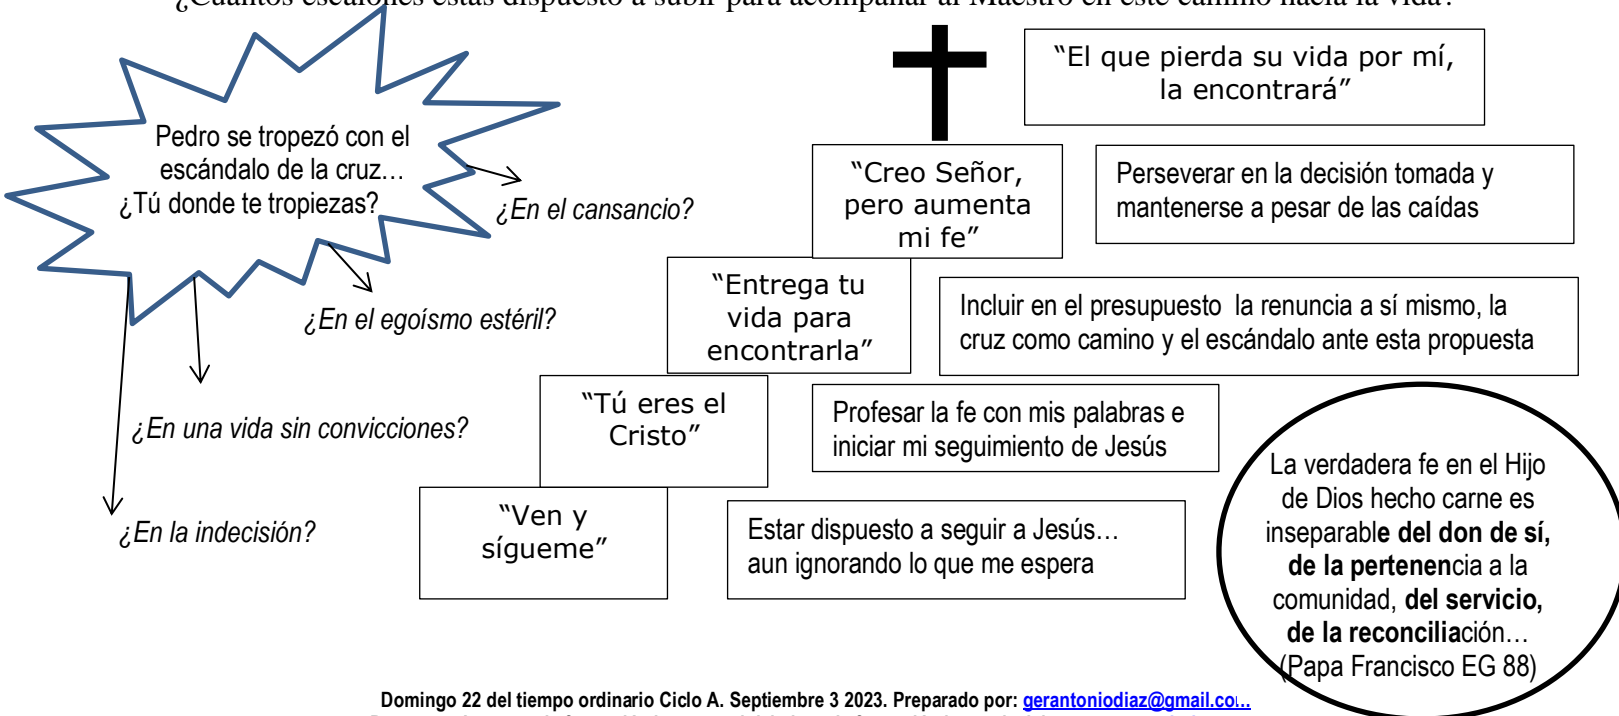 ¿Cuántos escalones estás dispuesto a subir para acompañar al Maestro en este camino hacia la vida?
“El que pierda su vida por mí,
la encontrará”
Pedro se tropezó con el
escándalo de la cruz…
¿Tú donde te tropiezas?
¿En el cansancio?
¿En el egoísmo estéril?
¿En una vida sin convicciones?
¿En la indecisión?
“Creo Señor,
pero aumenta
mi fe”
Perseverar en la decisión tomada y
mantenerse a pesar de las caídas
“Entrega tu
vida para
encontrarla”
Incluir en el presupuesto la renuncia a sí mismo, la
cruz como camino y el escándalo ante esta propuesta
“Tú eres el
Cristo”
Profesar la fe con mis palabras e
iniciar mi seguimiento de Jesús
“Ven y
sígueme”
Estar dispuesto a seguir a Jesús…
aun ignorando lo que me espera
La verdadera fe en el Hijo
de Dios hecho carne es
inseparable del don de sí,
de la pertenencia a la
comunidad, del servicio,
de la reconciliación…
(Papa Francisco EG 88)
Domingo 22 del tiempo ordinario Ciclo A. Septiembre 3 2023. Preparado por: gerantoniodiaz@gmail.co...